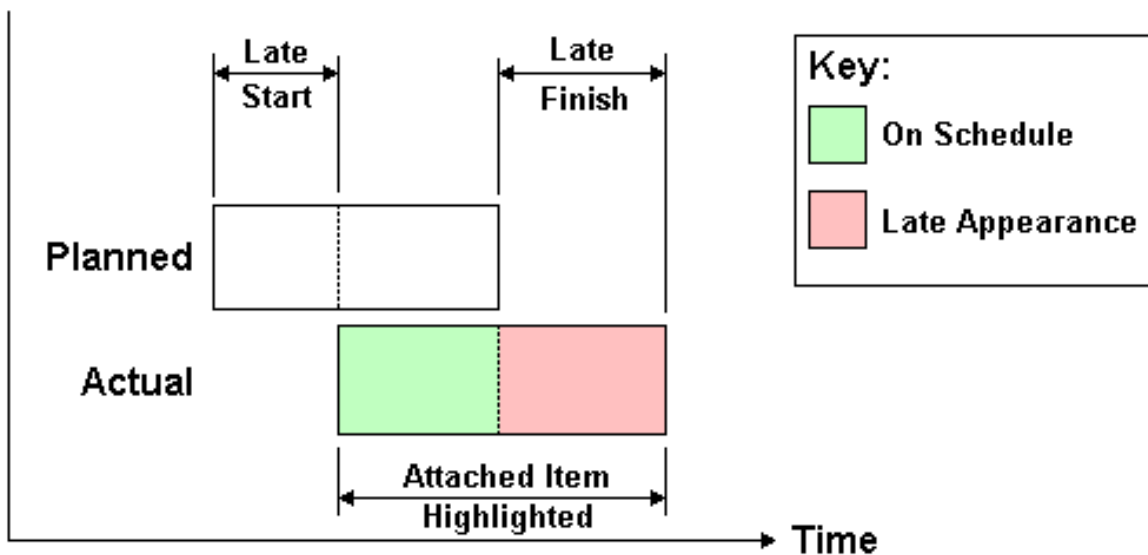 Late
Start
Late
Finish
Key:
On Schedule
Late Appearance
Planned
Actual
Attached Item
Highlighted
Time